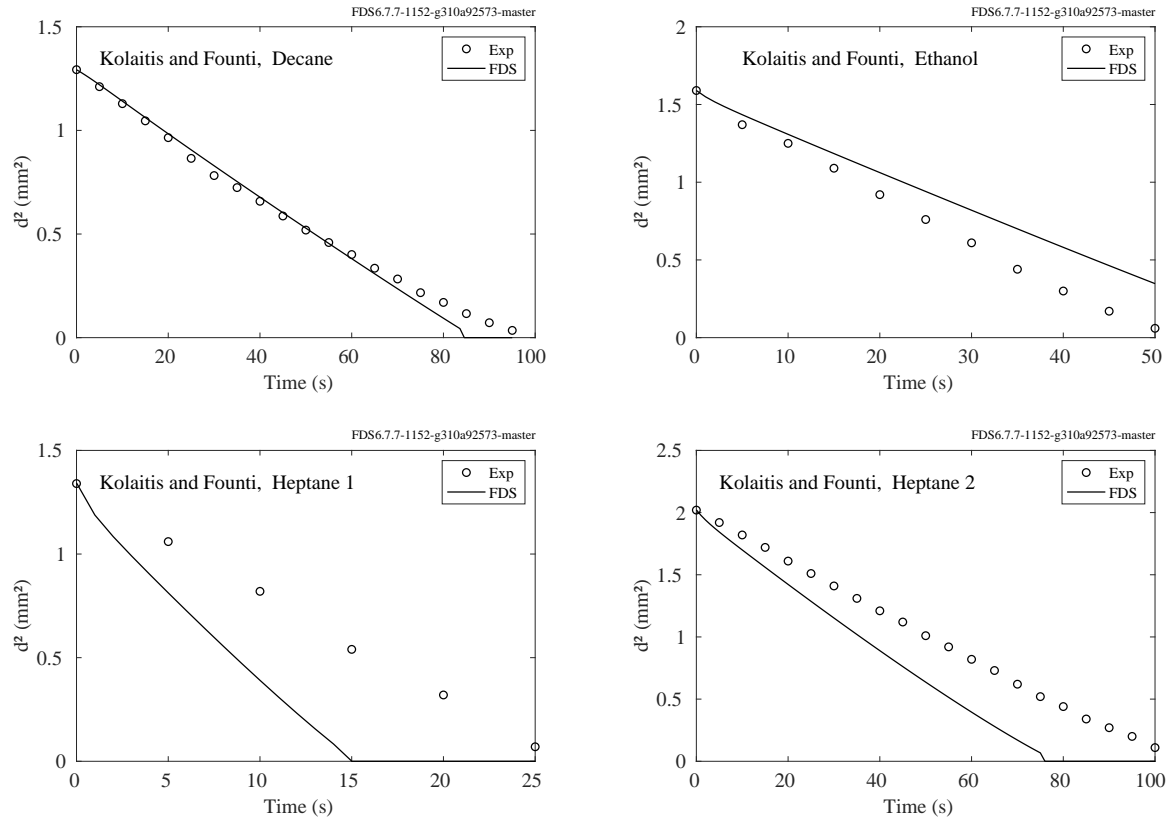 FDS6.7.7-1152-g310a92573-master
Kolaitis and Founti, Decane
Exp
FDS
1.5
1
0.5
0
d² (mm²)
0 20 40 60 80 100
Time (s)
FDS6.7.7-1152-g310a92573-master
Kolaitis and Founti, Ethanol
Exp
FDS
2
1.5
1
0.5
0
d² (mm²)
0 10 20 30 40 50
Time (s)
FDS6.7.7-1152-g310a92573-master
Kolaitis and Founti, Heptane 1
Exp
FDS
1.5
1
0.5
0
d² (mm²)
0 5 10 15 20 25
Time (s)
FDS6.7.7-1152-g310a92573-master
Kolaitis and Founti, Heptane 2
Exp
FDS
2.5
2
1.5
1
0.5
0
d² (mm²)
0 20 40 60 80 100
Time (s)